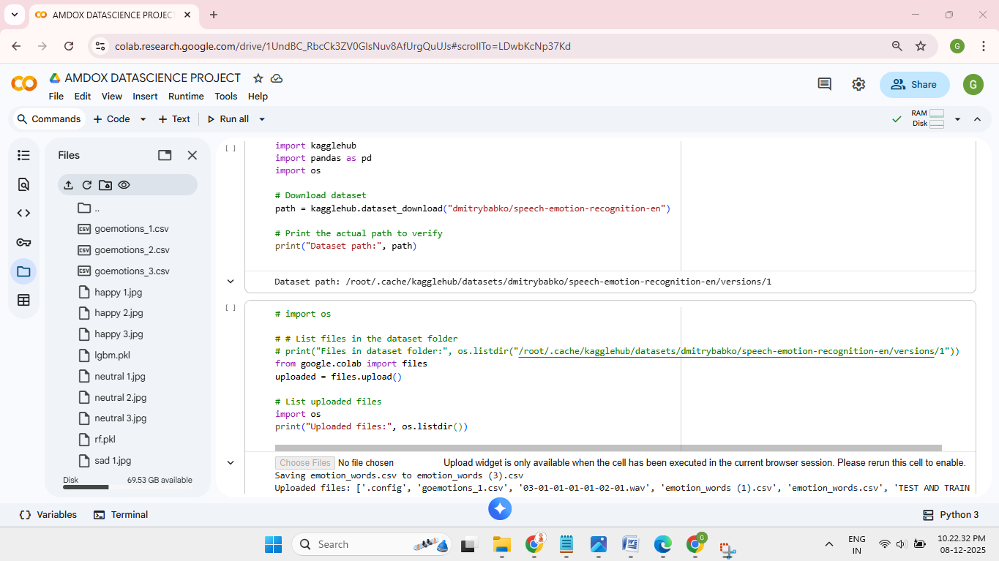 AMDOX DATASCIENCE PROJECT
colab.research.google.com/drive/1UndBC_RbcCk3ZV0GIsNuv8AfUrgQuUJs#scrollTo=LDwbKcNp37Kd
G
AMDOX DATASCIENCE PROJECT
File Edit View Insert Runtime Tools Help
Share
G
Commands + Code + Text Run all
RAM
Disk
Files
..
goemotions_1.csv
goemotions_2.csv
goemotions_3.csv
happy 1.jpg
happy 2.jpg
happy 3.jpg
lgbm.pkl
neutral 1.jpg
neutral 2.jpg
neutral 3.jpg
rf.pkl
sad 1.jpg
Disk 69.53 GB available
[ ]
import kagglehub
import pandas as pd
import os
# Download dataset
path = kagglehub.dataset_download("dmitrybabko/speech-emotion-recognition-en")
# Print the actual path to verify
print("Dataset path:", path)
Dataset path: /root/.cache/kagglehub/datasets/dmitrybabko/speech-emotion-recognition-en/versions/1
[ ]
# import os
# # List files in the dataset folder
# print("Files in dataset folder:", os.listdir("/root/.cache/kagglehub/datasets/dmitrybabko/speech-emotion-recognition-en/versions/1"))
from google.colab import files
uploaded = files.upload()
# List uploaded files
import os
print("Uploaded files:", os.listdir())
Choose Files No file chosen Upload widget is only available when the cell has been executed in the current browser session. Please rerun this cell to enable.
Saving emotion_words.csv to emotion_words (3).csv
Uploaded files: ['.config', 'goemotions_1.csv', '03-01-01-01-01-02-01.wav', 'emotion_words (1).csv', 'emotion_words.csv', 'TEST AND TRAIN
Variables Terminal
Python 3
Search
ENG
IN
10.22.32 PM
08-12-2025